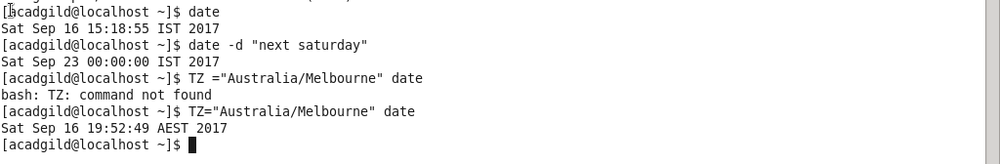 [acadgild@localhost ~]$ date
Sat Sep 16 15:18:55 IST 2017
[acadgild@localhost ~]$ date -d "next saturday"
Sat Sep 23 00:00:00 IST 2017
[acadgild@localhost ~]$ TZ ="Australia/Melbourne" date
bash: TZ: command not found
[acadgild@localhost ~]$ TZ="Australia/Melbourne" date
Sat Sep 16 19:52:49 AEST 2017
[acadgild@localhost ~]$